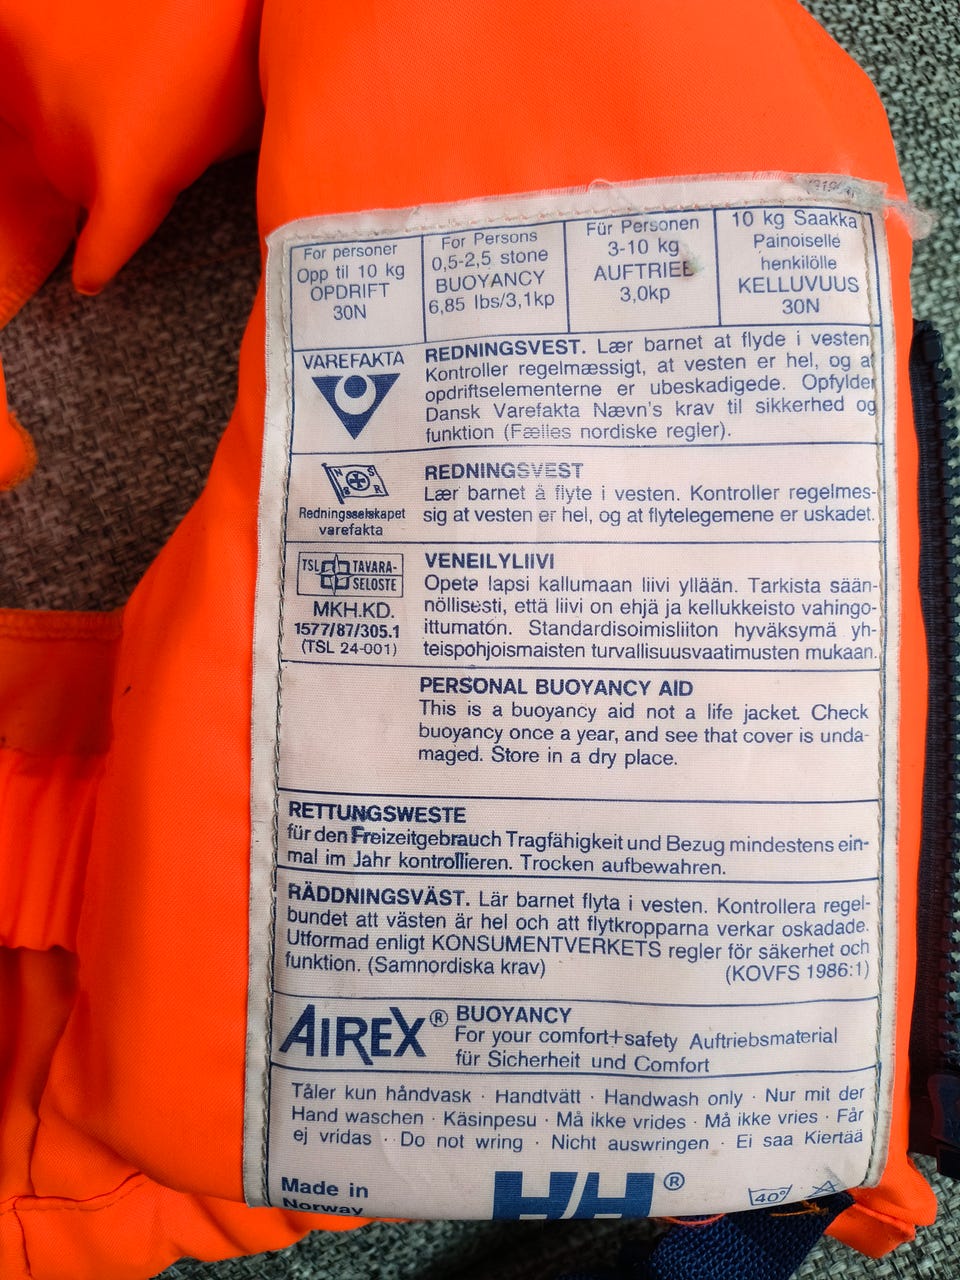 For personer
Opp til 10 kg
OPDRIFT
30N
For Persons
0,5-2,5 stone
BUOYANCY
6,85 lbs/3,1kp
Für Personen
3-10 kg
AUFTRIEB
3,0kp
10 kg Saakka
Painoiselle
henkilölle
KELLUVUUS
30N
VAREFAKTA
REDNINGSVEST. Lær barnet at flyde i vesten
Kontroller regelmæssigt, at vesten er hel, og a
opdriftselementerne er ubeskadigede. Opfylder
Dansk Varefakta Nævn's krav til sikkerhed og
funktion (Fælles nordiske regler).
N S
B R
Redningsselskapet
varefakta
REDNINGSVEST
Lær barnet å flyte i vesten. Kontroller regelmes-
sig at vesten er hel, og at flytelegemene er uskadet.
TSL TAVARA-
SELOSTE
MKH.KD.
1577/87/305.1
(TSL 24-001)
VENEILYLIIVI
Opeta lapsi kallumaan liivi yllään. Tarkista sään-
nöllisesti, että liivi on ehjä ja kellukkeisto vahingo-
ittumatón. Standardisoimisliiton hyväksymä yh-
teispohjoismaisten turvallisuusvaatimusten mukaan.
PERSONAL BUOYANCY AID
This is a buoyancy aid not a life jacket. Check
buoyancy once a year, and see that cover is unda-
maged. Store in a dry place.
RETTUNGSWESTE
für den Freizeitgebrauch Tragfähigkeit und Bezug mindestens ein-
mal im Jahr kontrollieren. Trocken aufbewahren.
RÄDDNINGSVÄST. Lär barnet flyta i vesten. Kontrollera regel-
bundet att västen är hel och att flytkropparna verkar oskadade.
Utformad enligt KONSUMENTVERKETS regler för säkerhet och
funktion. (Samnordiska krav) (KOVFS 1986:1)
AIREX® BUOYANCY
For your comfort+safety Auftriebsmaterial
für Sicherheit und Comfort
Tåler kun håndvask · Handtvätt · Handwash only · Nur mit der
Hand waschen · Käsinpesu · Må ikke vrides · Må ikke vries · Får
ej vridas · Do not wring · Nicht auswringen · Ei saa Kiertää
Made in
Norway
HH®
40°